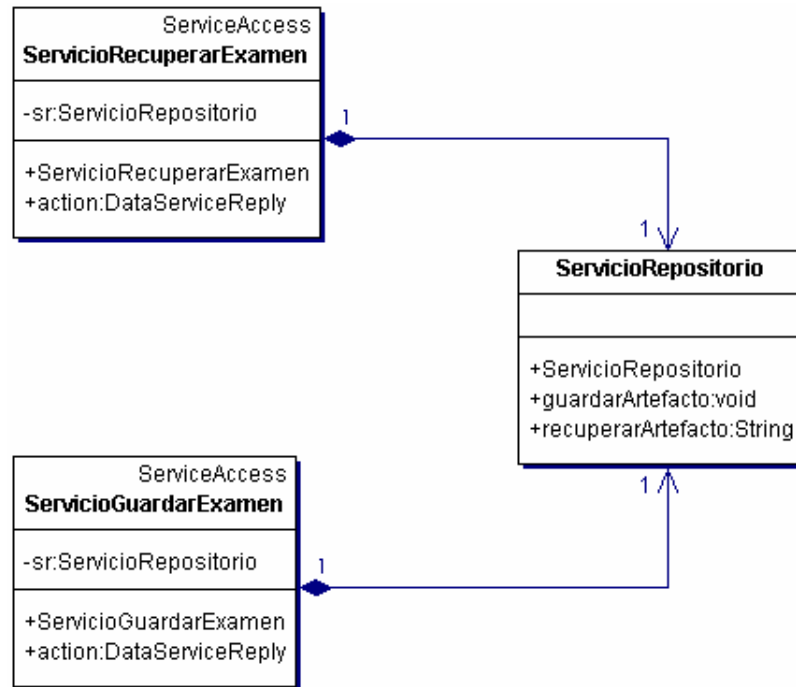 ServiceAccess
ServicioRecuperarExamen
-sr:ServicioRepositorio
+ServicioRecuperarExamen
+action:DataServiceReply
1
1
ServicioRepositorio
+ServicioRepositorio
+guardarArtefacto:void
+recuperarArtefacto:String
ServiceAccess
ServicioGuardarExamen
-sr:ServicioRepositorio
+ServicioGuardarExamen
+action:DataServiceReply
1
1